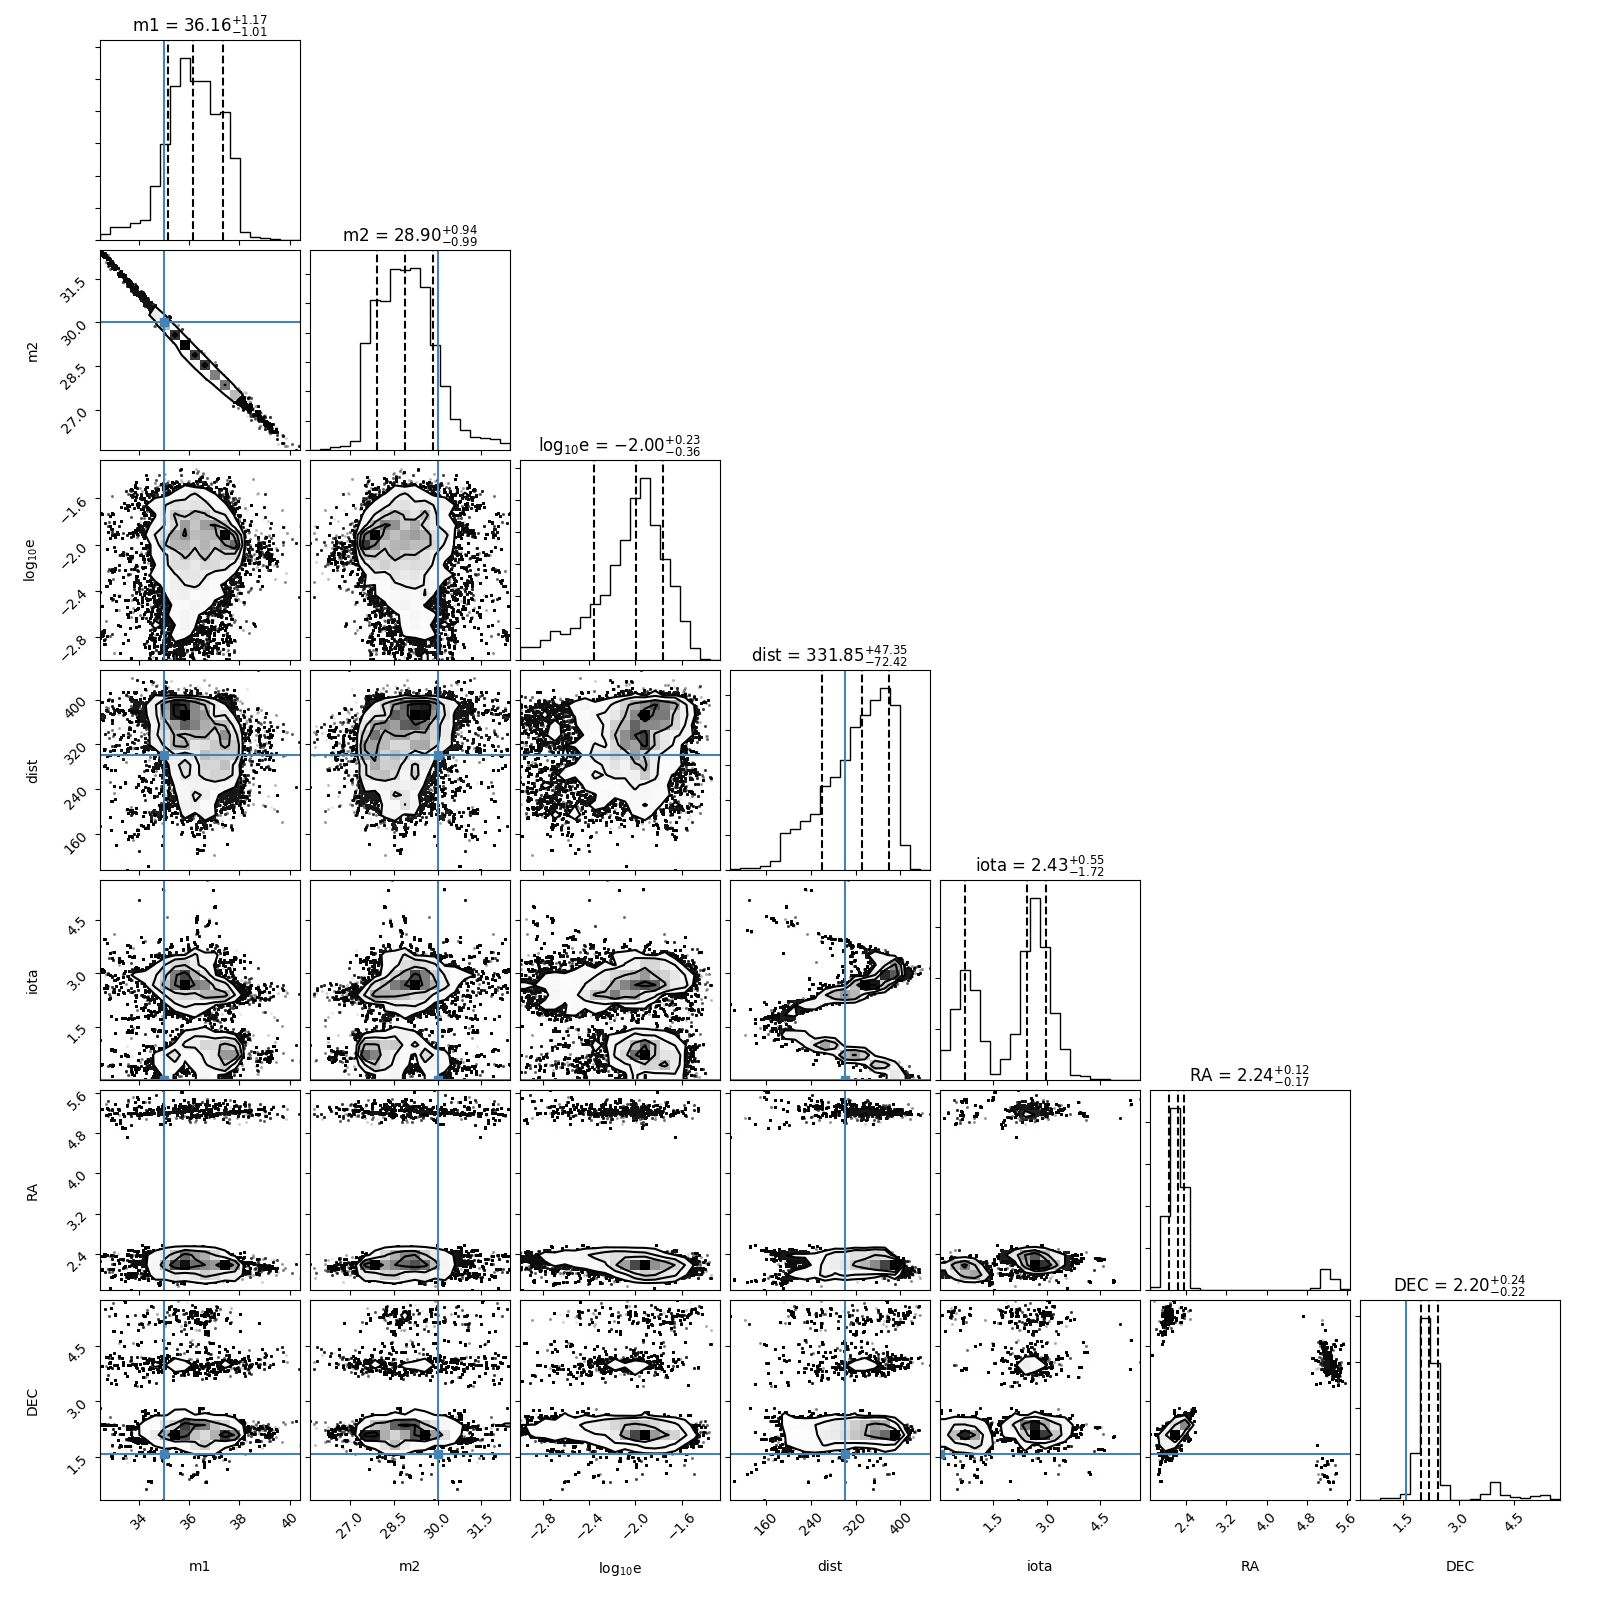 m1 = 36.16 +1.17 −1.01
m2 = 28.90 +0.94 −0.99
31.5
30.0
28.5
27.0
m2
log10e = −2.00 +0.23 −0.36
−1.6
−2.0
−2.4
−2.8
log10e
dist = 331.85 +47.35 −72.42
400
320
240
160
dist
iota = 2.43 +0.55 −1.72
4.5
3.0
1.5
iota
RA = 2.24 +0.12 −0.17
5.6
4.8
4.0
3.2
2.4
RA
DEC = 2.20 +0.24 −0.22
4.5
3.0
1.5
DEC
34 36 38 40 27.0 28.5 30.0 31.5 −2.8 −2.4 −2.0 −1.6 160 240 320 400 1.5 3.0 4.5 2.4 3.2 4.0 4.8 5.6 1.5 3.0 4.5
m1 m2 log10e dist iota RA DEC